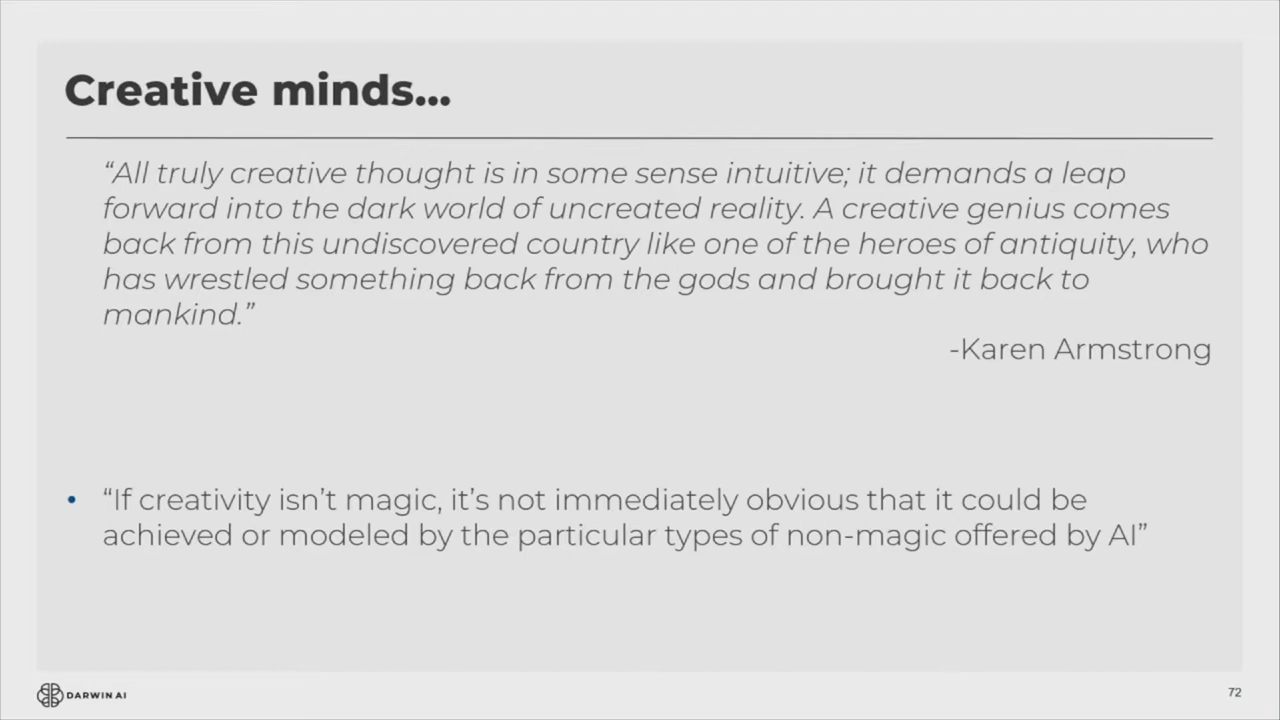 Creative minds...
“All truly creative thought is in some sense intuitive; it demands a leap
forward into the dark world of uncreated reality. A creative genius comes
back from this undiscovered country like one of the heroes of antiquity, who
has wrestled something back from the gods and brought it back to
mankind.”
-Karen Armstrong
• “If creativity isn’t magic, it’s not immediately obvious that it could be
achieved or modeled by the particular types of non-magic offered by AI”
DARWIN AI
72